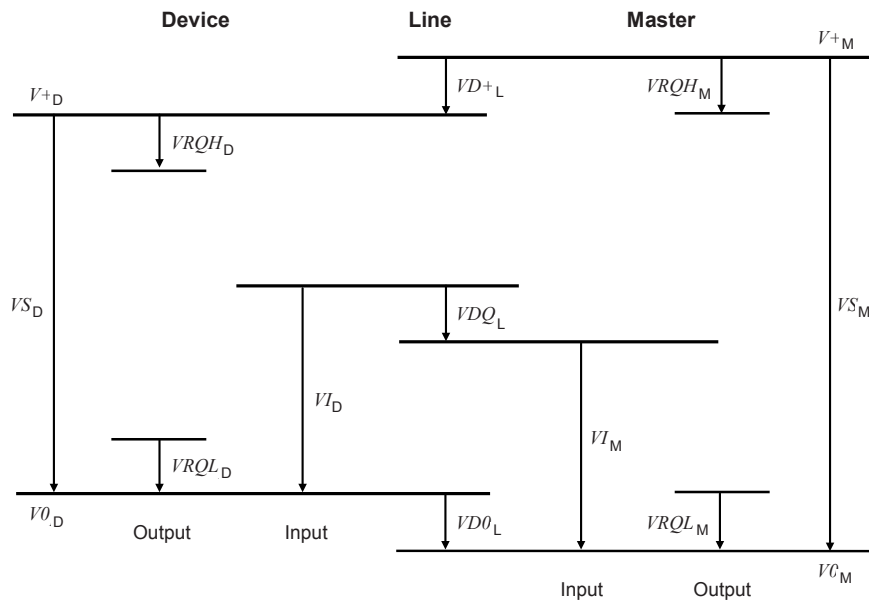 Device Line Master
V+M
VD+L VRQHM
V+D
VRQHD
VSD VDQL VSM
VID
VIM
VRQLD
V0D VD0L VRQLM
Output Input
V0M
Input Output